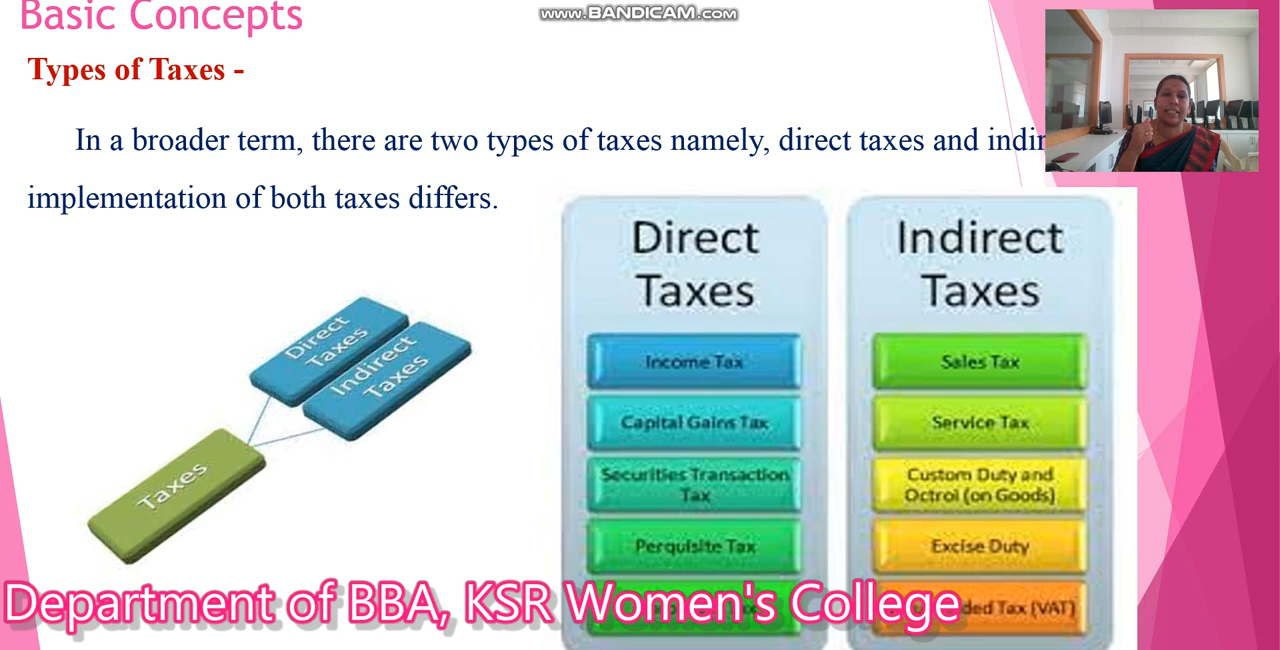 www.BANDICAM.com
Basic Concepts
Types of Taxes -
In a broader term, there are two types of taxes namely, direct taxes and indir
implementation of both taxes differs.
Direct
Taxes
Indirect
Taxes
Taxes
Direct
Taxes
Income Tax
Capital Gains Tax
Securities Transaction
Tax
Perquisite Tax
Indirect
Taxes
Sales Tax
Service Tax
Custom Duty and
Octroi (on Goods)
Excise Duty
Tax (VAT)
Department of BBA, KSR Women's College